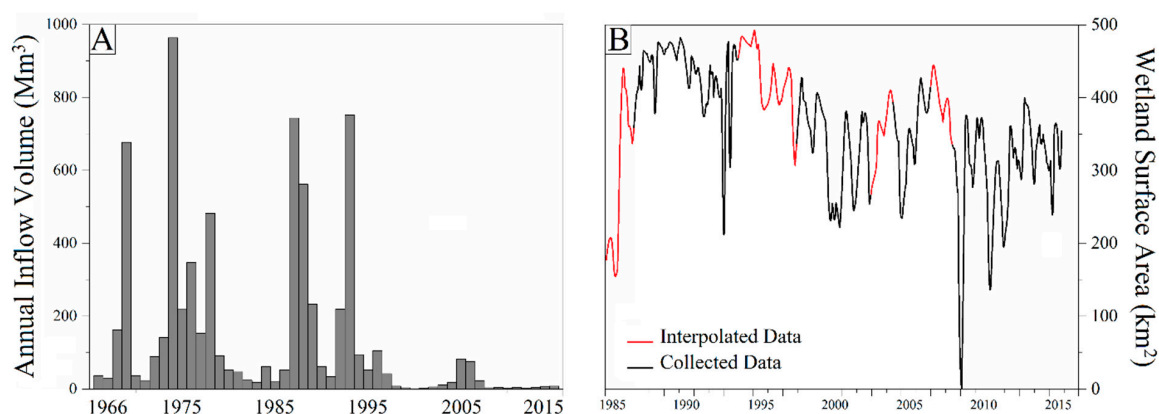 A
Annual Inflow Volume (Mm³)
1000
800
600
400
200
0
1966 1975 1985 1995 2005 2015
B
Wetland Surface Area (km²)
500
400
300
200
100
0
Interpolated Data
Collected Data
1985 1990 1995 2000 2005 2010 2015